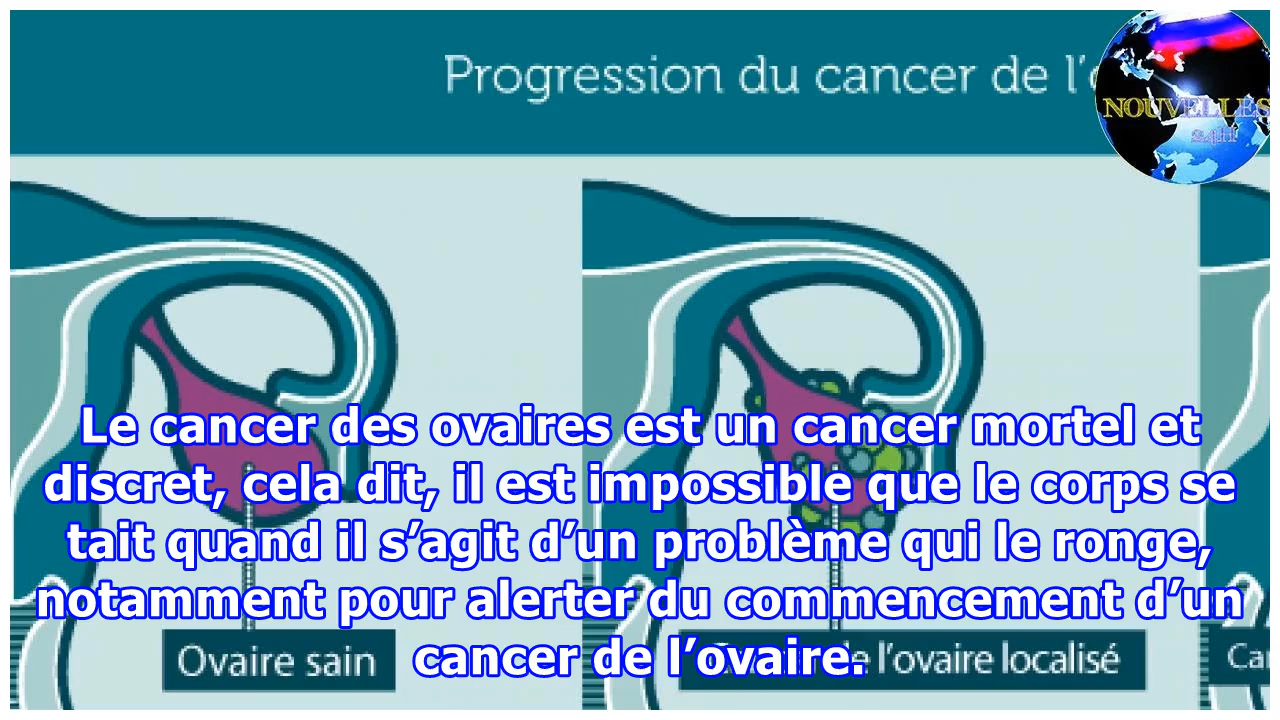 Progression du cancer de l’
NOUVELLES
24H
Le cancer des ovaires est un cancer mortel et
discret, cela dit, il est impossible que le corps se
tait quand il s’agit d’un problème qui le ronge,
notamment pour alerter du commencement d’un
cancer de l’ovaire.
Ovaire sain
l’ovaire localisé